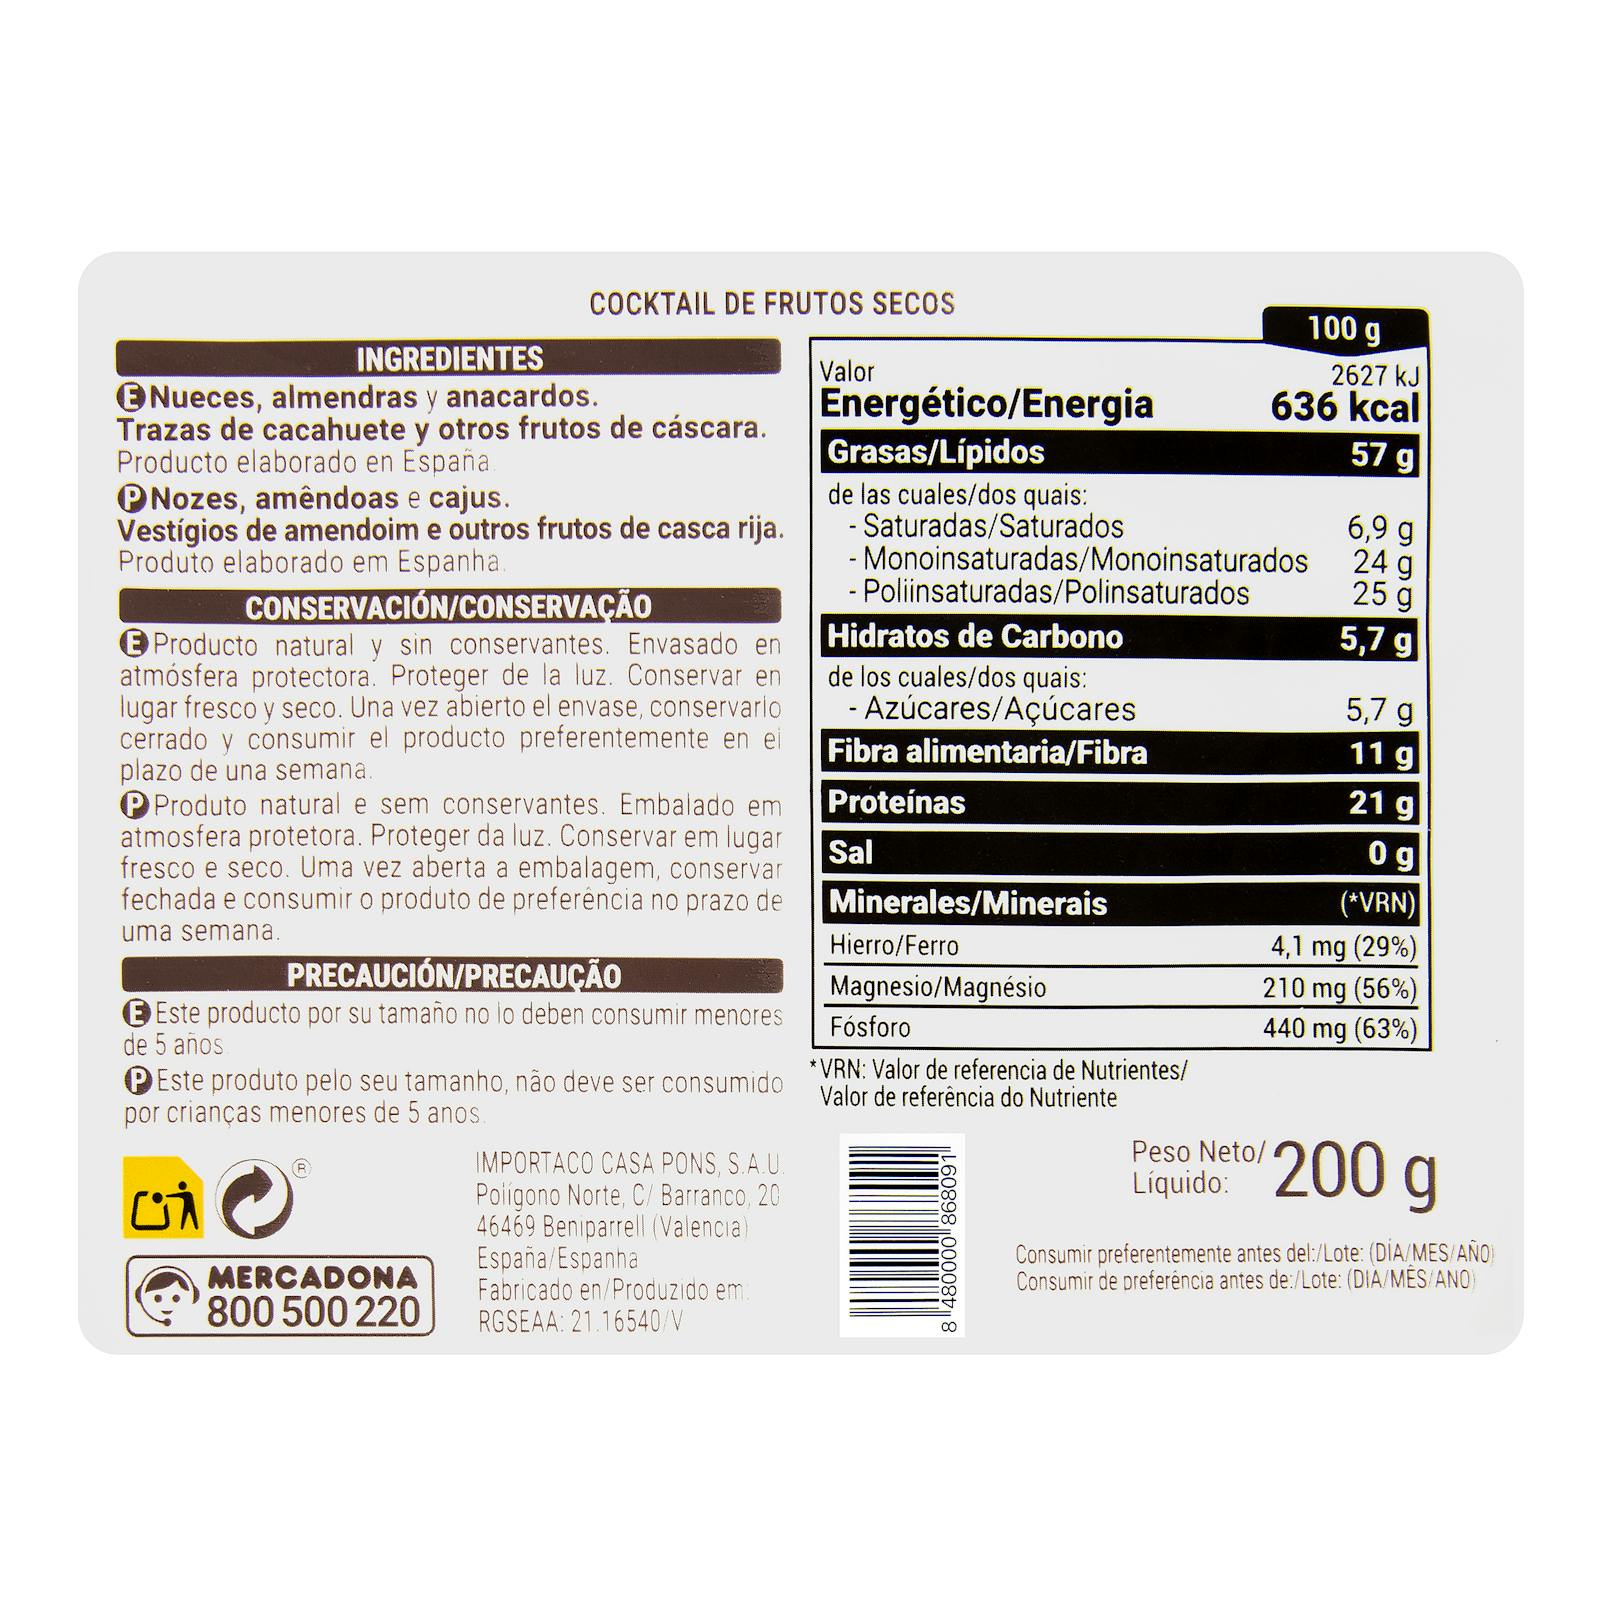 COCKTAIL DE FRUTOS SECOS
INGREDIENTES
E Nueces, almendras y anacardos.
Trazas de cacahuete y otros frutos de cáscara.
Producto elaborado en España.
P Nozes, amêndoas e cajus.
Vestígios de amendoim e outros frutos de casca rija.
Produto elaborado em Espanha.
CONSERVACIÓN/CONSERVAÇÃO
E Producto natural y sin conservantes. Envasado en
atmósfera protectora. Proteger de la luz. Conservar en
lugar fresco y seco. Una vez abierto el envase, conservarlo
cerrado y consumir el producto preferentemente en el
plazo de una semana.
P Produto natural e sem conservantes. Embalado em
atmosfera protetora. Proteger da luz. Conservar em lugar
fresco e seco. Uma vez aberta a embalagem, conservar
fechada e consumir o produto de preferência no prazo de
uma semana.
PRECAUCIÓN/PRECAUÇÃO
E Este producto por su tamaño no lo deben consumir menores
de 5 años.
P Este produto pelo seu tamanho, não deve ser consumido
por crianças menores de 5 anos.
®
MERCADONA
800 500 220
IMPORTACO CASA PONS, S.A.U.
Polígono Norte, C/ Barranco, 20
46469 Beniparrell (Valencia)
España/Espanha
Fabricado en/Produzido em:
RGSEAA: 21.16540/V
100 g
Valor 2627 kJ
Energético/Energia 636 kcal
Grasas/Lípidos 57 g
de las cuales/dos quais:
- Saturadas/Saturados 6,9 g
- Monoinsaturadas/Monoinsaturados 24 g
- Poliinsaturadas/Polinsaturados 25 g
Hidratos de Carbono 5,7 g
de los cuales/dos quais:
- Azúcares/Açúcares 5,7 g
Fibra alimentaria/Fibra 11 g
Proteínas 21 g
Sal 0 g
Minerales/Minerais (*VRN)
Hierro/Ferro 4,1 mg (29%)
Magnesio/Magnésio 210 mg (56%)
Fósforo 440 mg (63%)
*VRN: Valor de referencia de Nutrientes/
Valor de referência do Nutriente
8 480000 868091
Peso Neto/
Líquido: 200 g
Consumir preferentemente antes del:/Lote: (DÍA/MES/AÑO)
Consumir de preferência antes de:/Lote: (DIA/MÊS/ANO)